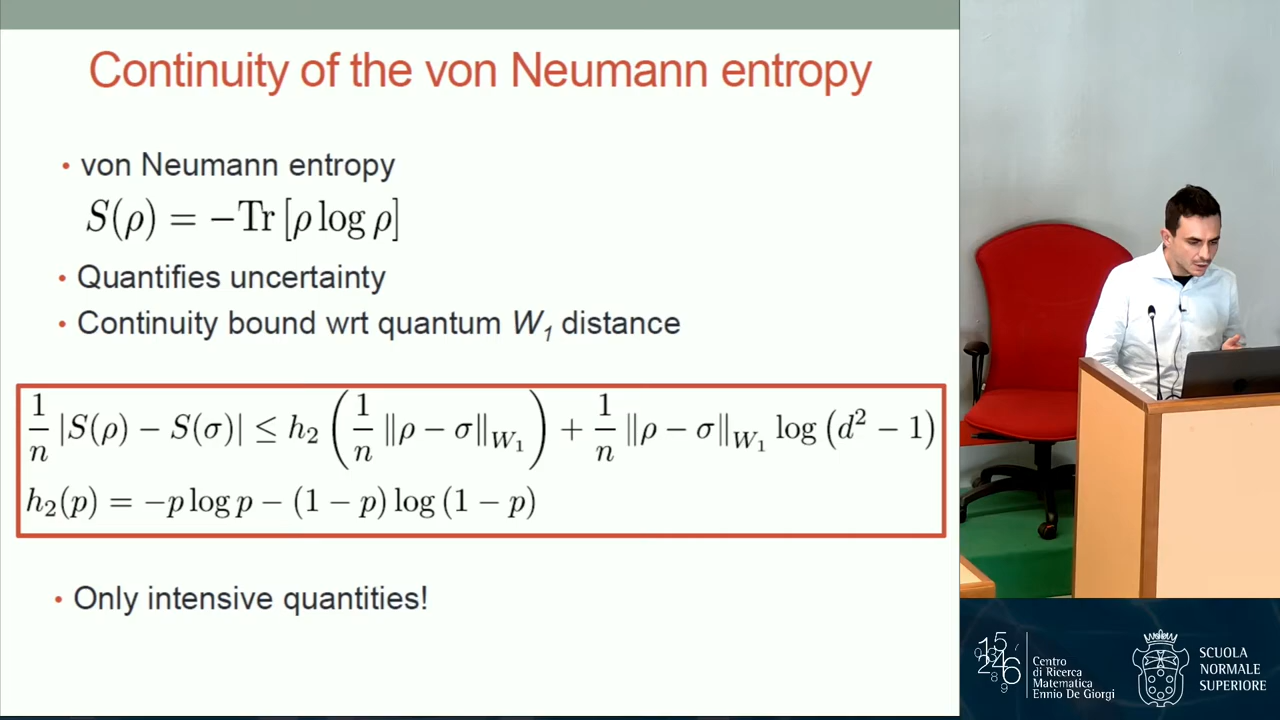 Continuity of the von Neumann entropy
• von Neumann entropy
S(ρ) = −Tr [ρ log ρ]
• Quantifies uncertainty
• Continuity bound wrt quantum W₁ distance
1/n |S(ρ) − S(σ)| ≤ h₂ (1/n ‖ρ − σ‖_W₁) + 1/n ‖ρ − σ‖_W₁ log (d² − 1)
h₂(p) = −p log p − (1 − p) log (1 − p)
• Only intensive quantities!
Centro
di Ricerca
Matematica
Ennio De Giorgi
SCUOLA
NORMALE
SUPERIORE